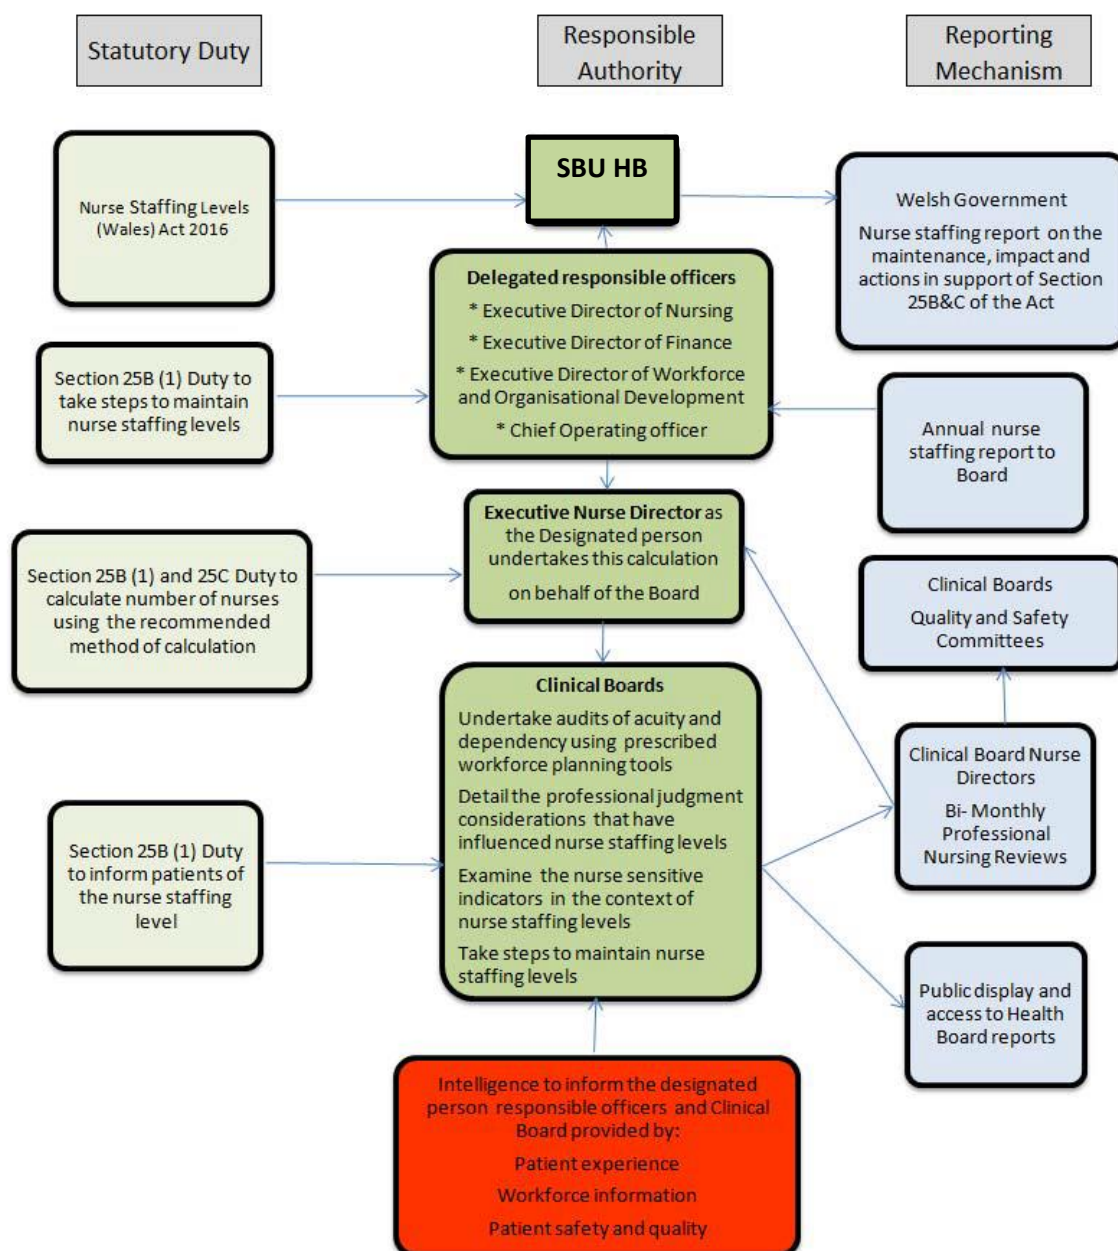 Statutory Duty
Responsible
Authority
Reporting
Mechanism
Nurse Staffing Levels
(Wales) Act 2016
SBU HB
Welsh Government
Nurse staffing report on the
maintenance, impact and
actions in support of Section
25B&C of the Act
Delegated responsible officers
* Executive Director of Nursing
* Executive Director of Finance
* Executive Director of Workforce
and Organisational Development
* Chief Operating officer
Section 25B (1) Duty to
take steps to maintain
nurse staffing levels
Annual nurse
staffing report to
Board
Executive Nurse Director as
the Designated person
undertakes this calculation
on behalf of the Board
Section 25B (1) and 25C Duty to
calculate number of nurses
using the recommended
method of calculation
Clinical Boards
Quality and Safety
Committees
Clinical Boards
Undertake audits of acuity and
dependency using prescribed
workforce planning tools
Detail the professional judgment
considerations that have
influenced nurse staffing levels
Examine the nurse sensitive
indicators in the context of
nurse staffing levels
Take steps to maintain nurse
staffing levels
Clinical Board Nurse
Directors
Bi- Monthly
Professional
Nursing Reviews
Section 25B (1) Duty
to inform patients of
the nurse staffing
level
Public display and
access to Health
Board reports
Intelligence to inform the designated
person responsible officers and Clinical
Board provided by:
Patient experience
Workforce information
Patient safety and quality